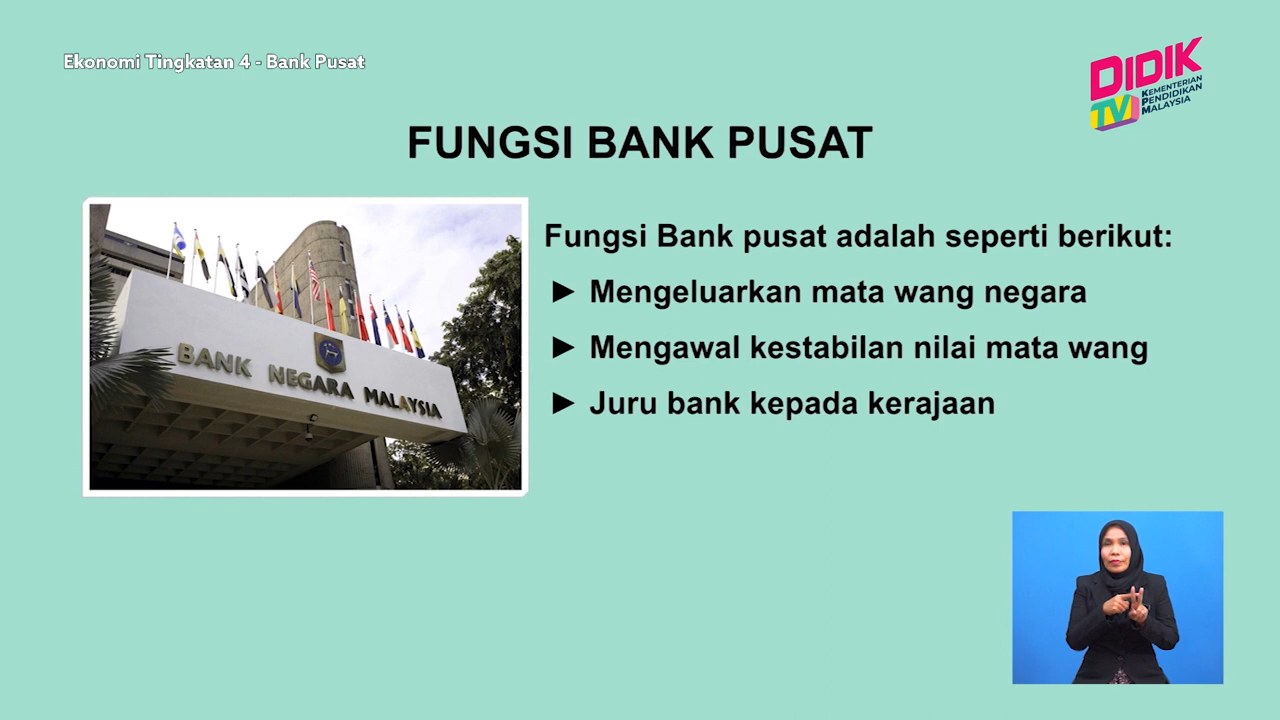 Ekonomi Tingkatan 4 - Bank Pusat
DIDIK
TV
KEMENTERIAN
PENDIDIKAN
MALAYSIA
FUNGSI BANK PUSAT
BANK NEGARA MALAYSIA
Fungsi Bank pusat adalah seperti berikut:
► Mengeluarkan mata wang negara
► Mengawal kestabilan nilai mata wang
► Juru bank kepada kerajaan